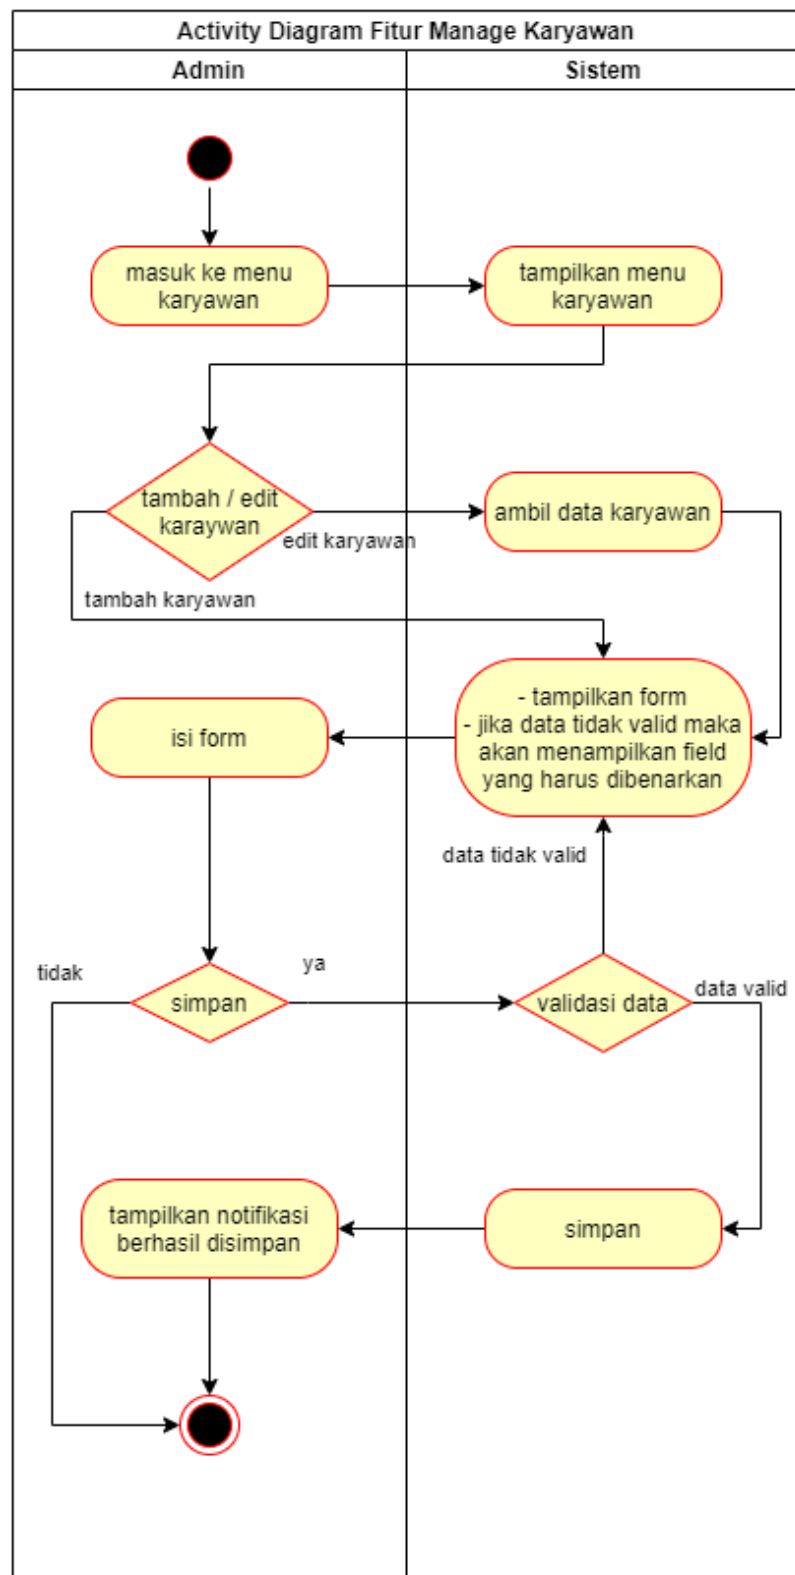 Activity Diagram Fitur Manage Karyawan
Admin
Sistem
masuk ke menu
karyawan
tampilkan menu
karyawan
tambah / edit
karaywan
edit karyawan
ambil data karyawan
tambah karyawan
- tampilkan form
- jika data tidak valid maka
akan menampilkan field
yang harus dibenarkan
isi form
data tidak valid
tidak
simpan
ya
validasi data
data valid
tampilkan notifikasi
berhasil disimpan
simpan